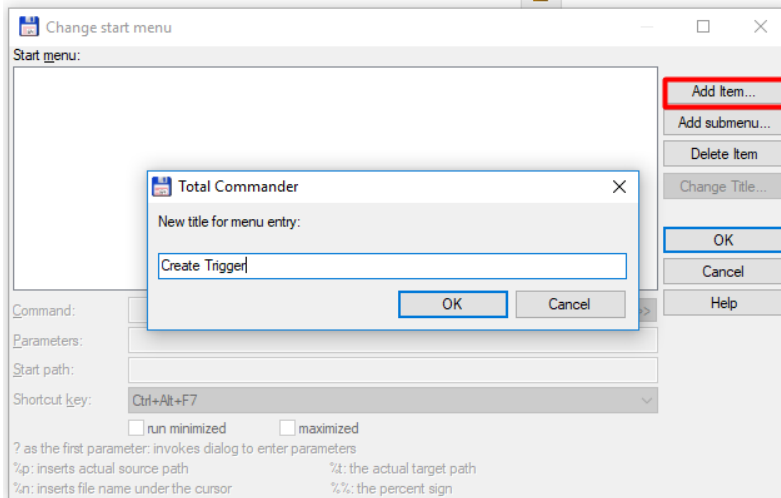 Change start menu
Start menu:
Add Item...
Add submenu...
Delete Item
Change Title...
OK
Cancel
Help
Total Commander
New title for menu entry:
Create Trigger
OK Cancel
Command: >>
Parameters:
Start path:
Shortcut key: Ctrl+Alt+F7
run minimized maximized
? as the first parameter: invokes dialog to enter parameters
%p: inserts actual source path %t: the actual target path
%n: inserts file name under the cursor %%: the percent sign